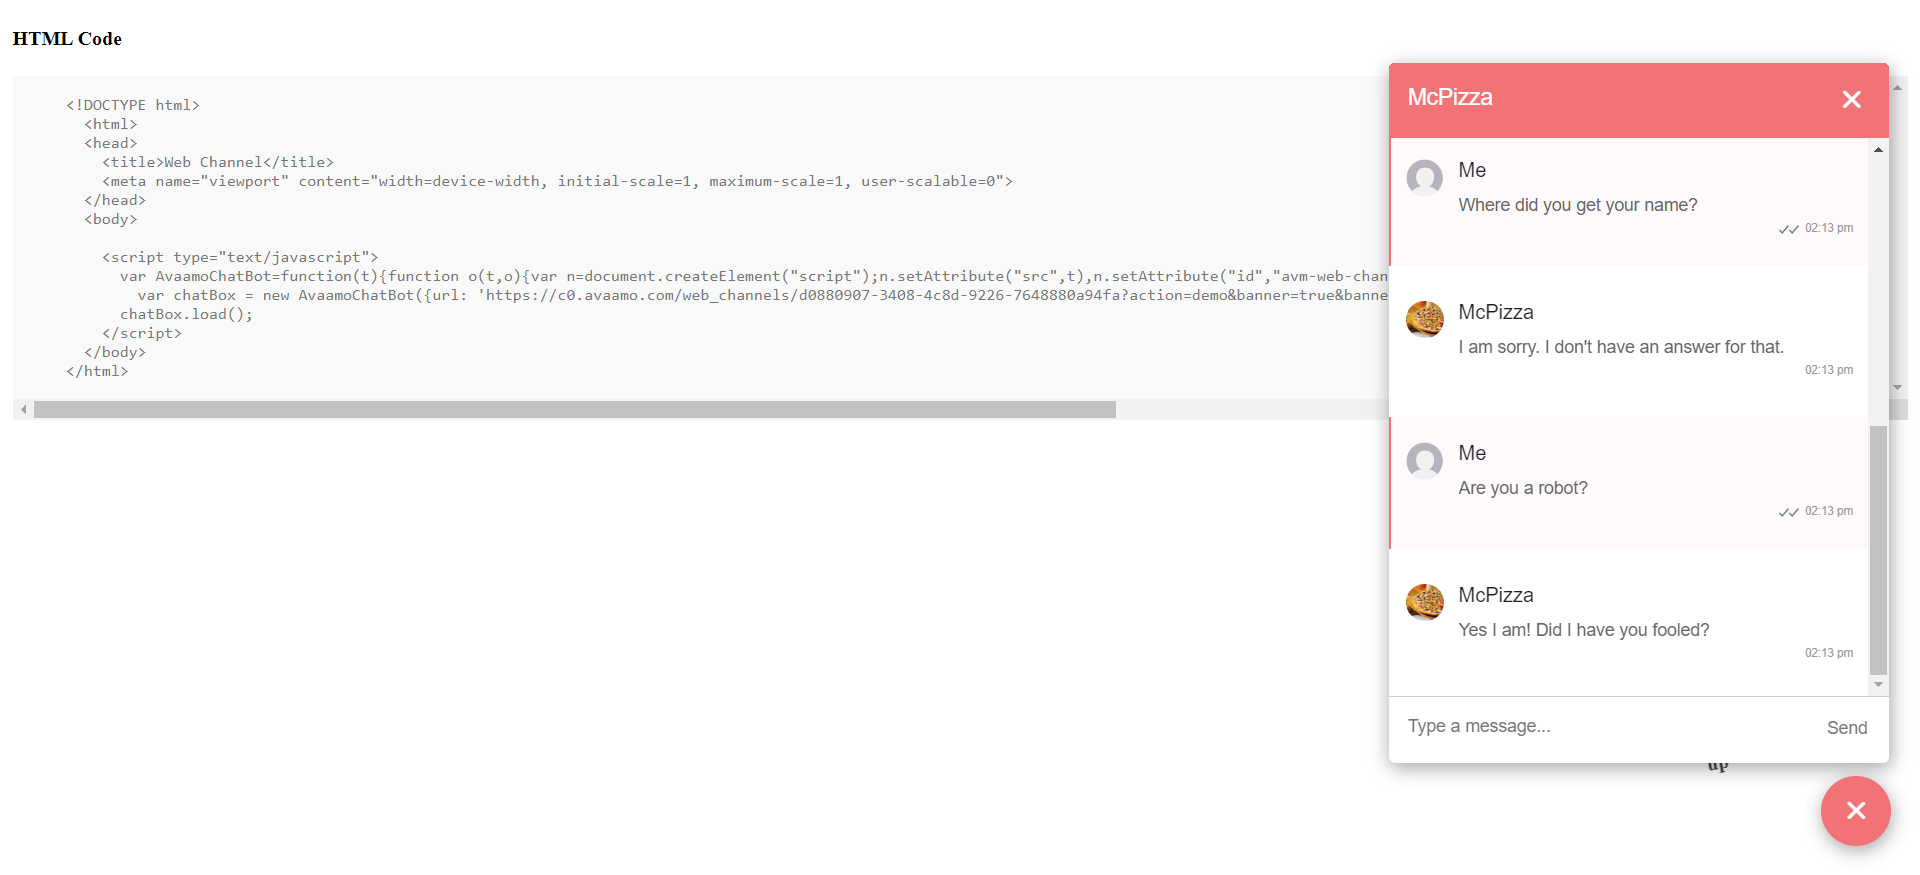 HTML Code
<!DOCTYPE html>
<html>
<head>
<title>Web Channel</title>
<meta name="viewport" content="width=device-width, initial-scale=1, maximum-scale=1, user-scalable=0">
</head>
<body>
<script type="text/javascript">
var AvaamoChatBot=function(t){function o(t,o){var n=document.createElement("script");n.setAttribute("src",t),n.setAttribute("id","avm-web-chan
var chatBox = new AvaamoChatBot({url: 'https://c0.avaamo.com/web_channels/d0880907-3408-4c8d-9226-7648880a94fa?action=demo&banner=true&banne
chatBox.load();
</script>
</body>
</html>
McPizza
Me
Where did you get your name?
02:13 pm
McPizza
I am sorry. I don't have an answer for that.
02:13 pm
Me
Are you a robot?
02:13 pm
McPizza
Yes I am! Did I have you fooled?
02:13 pm
Type a message...
Send
up